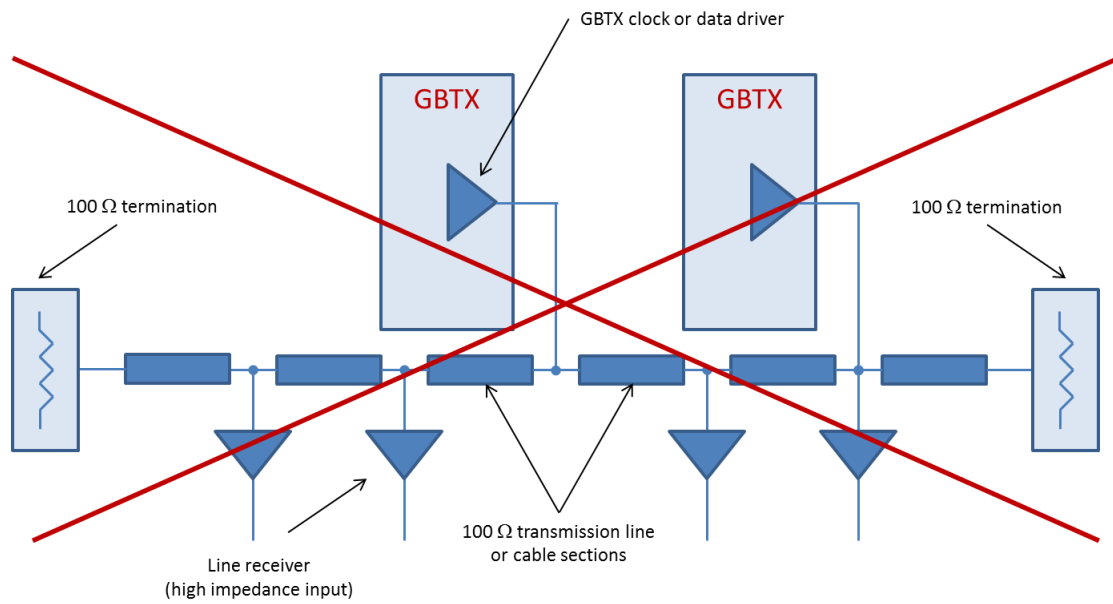 GBTX clock or data driver
GBTX
GBTX
100 Ω termination
100 Ω termination
100 Ω transmission line
or cable sections
Line receiver
(high impedance input)